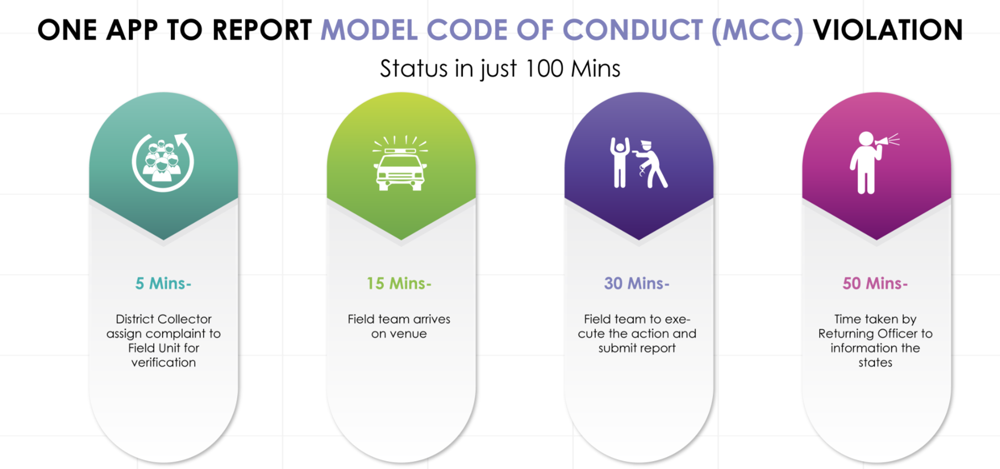 ONE APP TO REPORT MODEL CODE OF CONDUCT (MCC) VIOLATION
Status in just 100 Mins
5 Mins-
District Collector
assign complaint to
Field Unit for
verification
15 Mins-
Field team arrives
on venue
30 Mins-
Field team to exe-
cute the action and
submit report
50 Mins-
Time taken by
Returning Officer to
information the
states